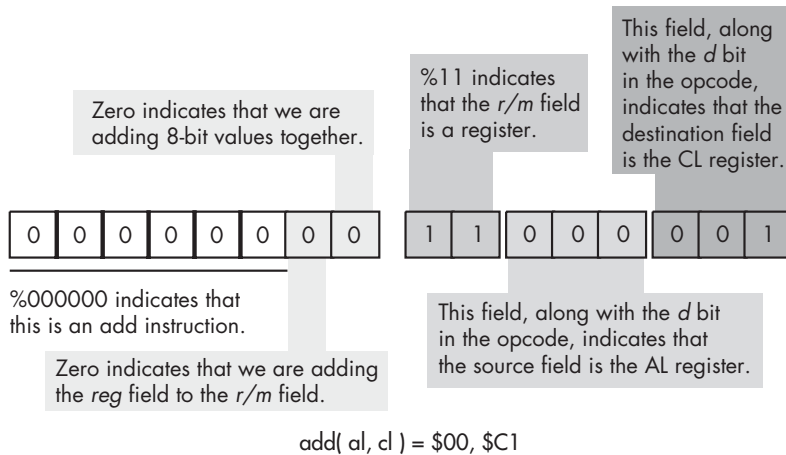 This field, along
with the d bit
in the opcode,
indicates that the
destination field
is the CL register.
%11 indicates
that the r/m field
is a register.
Zero indicates that we are
adding 8-bit values together.
0 0 0 0 0 0 0 0 1 1 0 0 0 0 0 1
%000000 indicates that
this is an add instruction.
Zero indicates that we are adding
the reg field to the r/m field.
This field, along with the d bit
in the opcode, indicates that
the source field is the AL register.
add( al, cl ) = $00, $C1